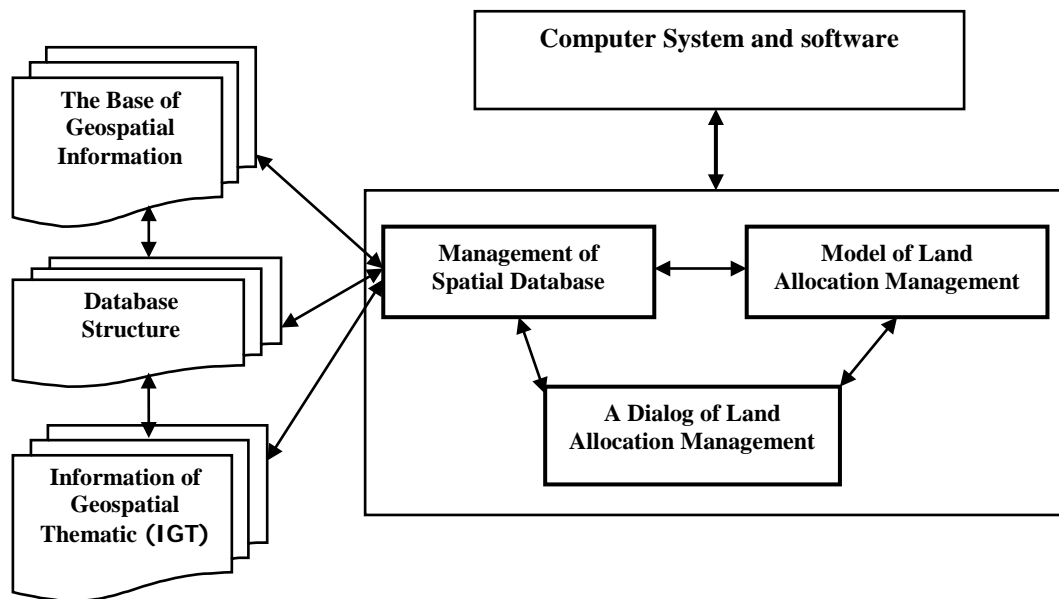 Computer System and software
The Base of
Geospatial
Information
Management of
Spatial Database
Model of Land
Allocation Management
Database
Structure
A Dialog of Land
Allocation Management
Information of
Geospatial
Thematic (IGT)